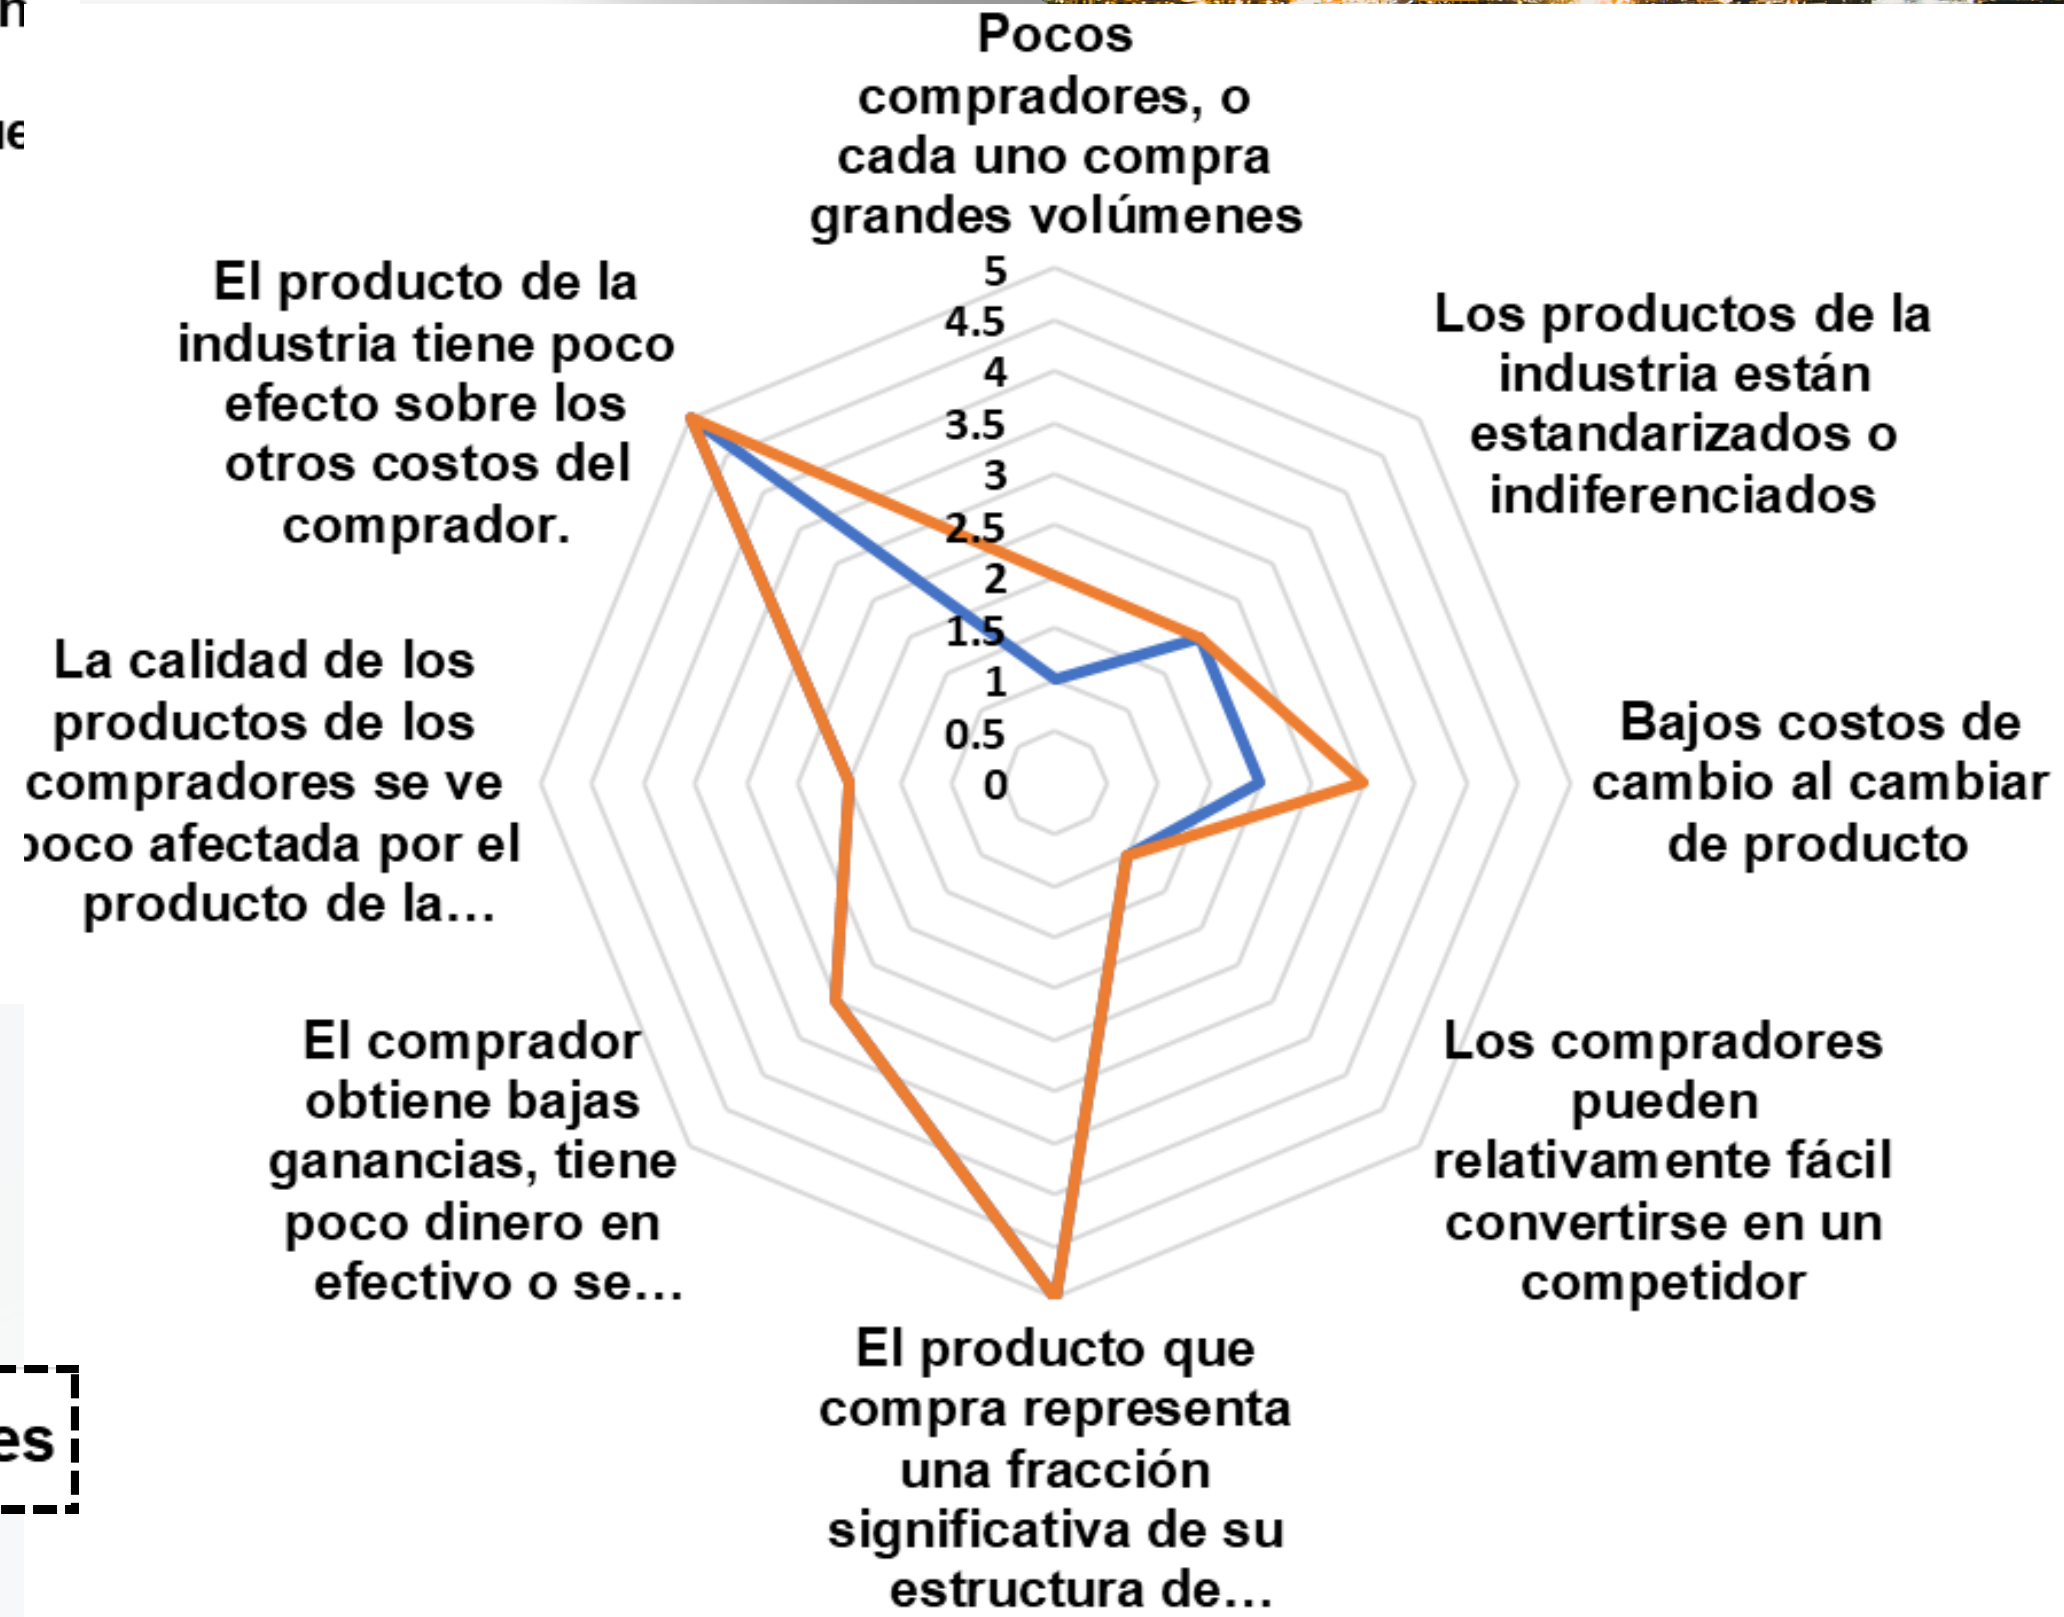 Pocos
compradores, o
cada uno compra
grandes volúmenes
5
4.5
4
3.5
3
2.5
2
1.5
1
0.5
0
Los productos de la
industria están
estandarizados o
indiferenciados
Bajos costos de
cambio al cambiar
de producto
Los compradores
pueden
relativamente fácil
convertirse en un
competidor
El producto que
compra representa
una fracción
significativa de su
estructura de…
El comprador
obtiene bajas
ganancias, tiene
poco dinero en
efectivo o se…
La calidad de los
productos de los
compradores se ve
poco afectada por el
producto de la…
El producto de la
industria tiene poco
efecto sobre los
otros costos del
comprador.
es